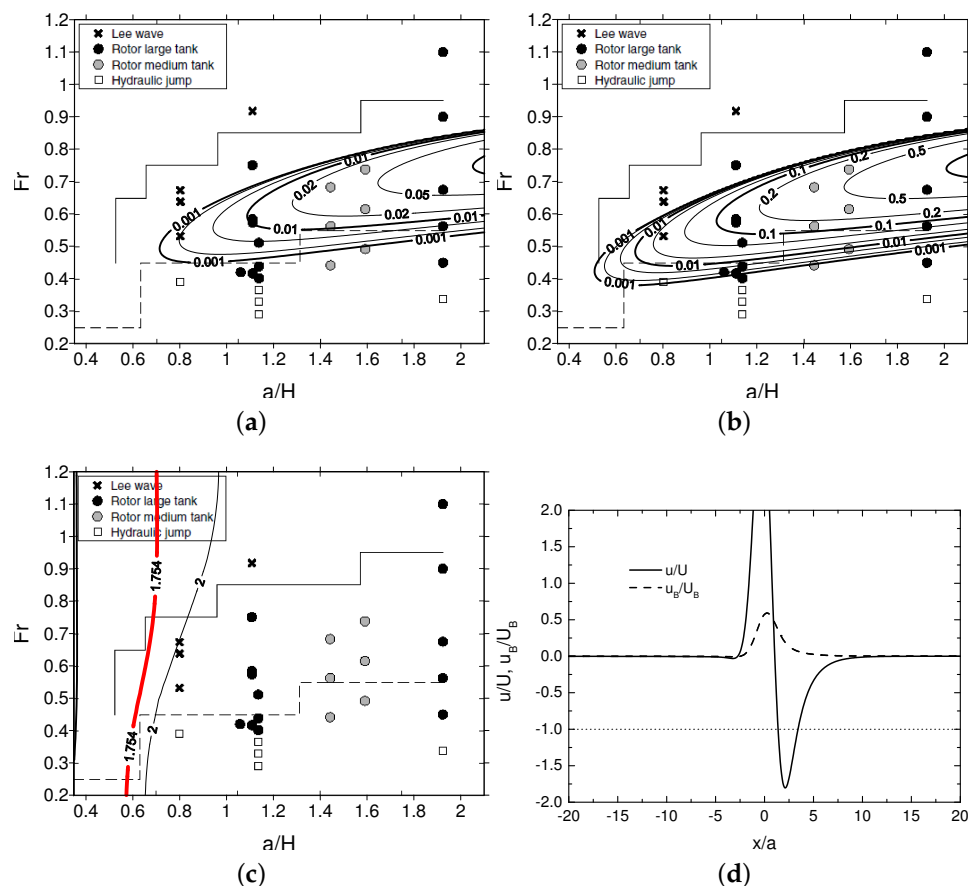 1.2
1.1
1
0.9
0.8
0.7
0.6
0.5
0.4
0.3
0.2
Fr
Lee wave
Rotor large tank
Rotor medium tank
Hydraulic jump
0.001
0.01
0.02
0.05
0.02
0.01
0.01
0.001
0.001
0.4 0.6 0.8 1 1.2 1.4 1.6 1.8 2
a/H
(a)
1.2
1.1
1
0.9
0.8
0.7
0.6
0.5
0.4
0.3
0.2
Fr
Lee wave
Rotor large tank
Rotor medium tank
Hydraulic jump
0.001
0.01
0.1
0.2
0.5
0.5
0.2
0.2
0.1
0.1
0.01
0.01
0.001
0.001
0.4 0.6 0.8 1 1.2 1.4 1.6 1.8 2
a/H
(b)
1.2
1.1
1
0.9
0.8
0.7
0.6
0.5
0.4
0.3
0.2
Fr
Lee wave
Rotor large tank
Rotor medium tank
Hydraulic jump
1.754
2
1.754
2
0.4 0.6 0.8 1 1.2 1.4 1.6 1.8 2
a/H
(c)
2.0
1.5
1.0
0.5
0.0
-0.5
-1.0
-1.5
-2.0
u/U, u_B/U_B
u/U
u_B/U_B
-20 -15 -10 -5 0 5 10 15 20
x/a
(d)